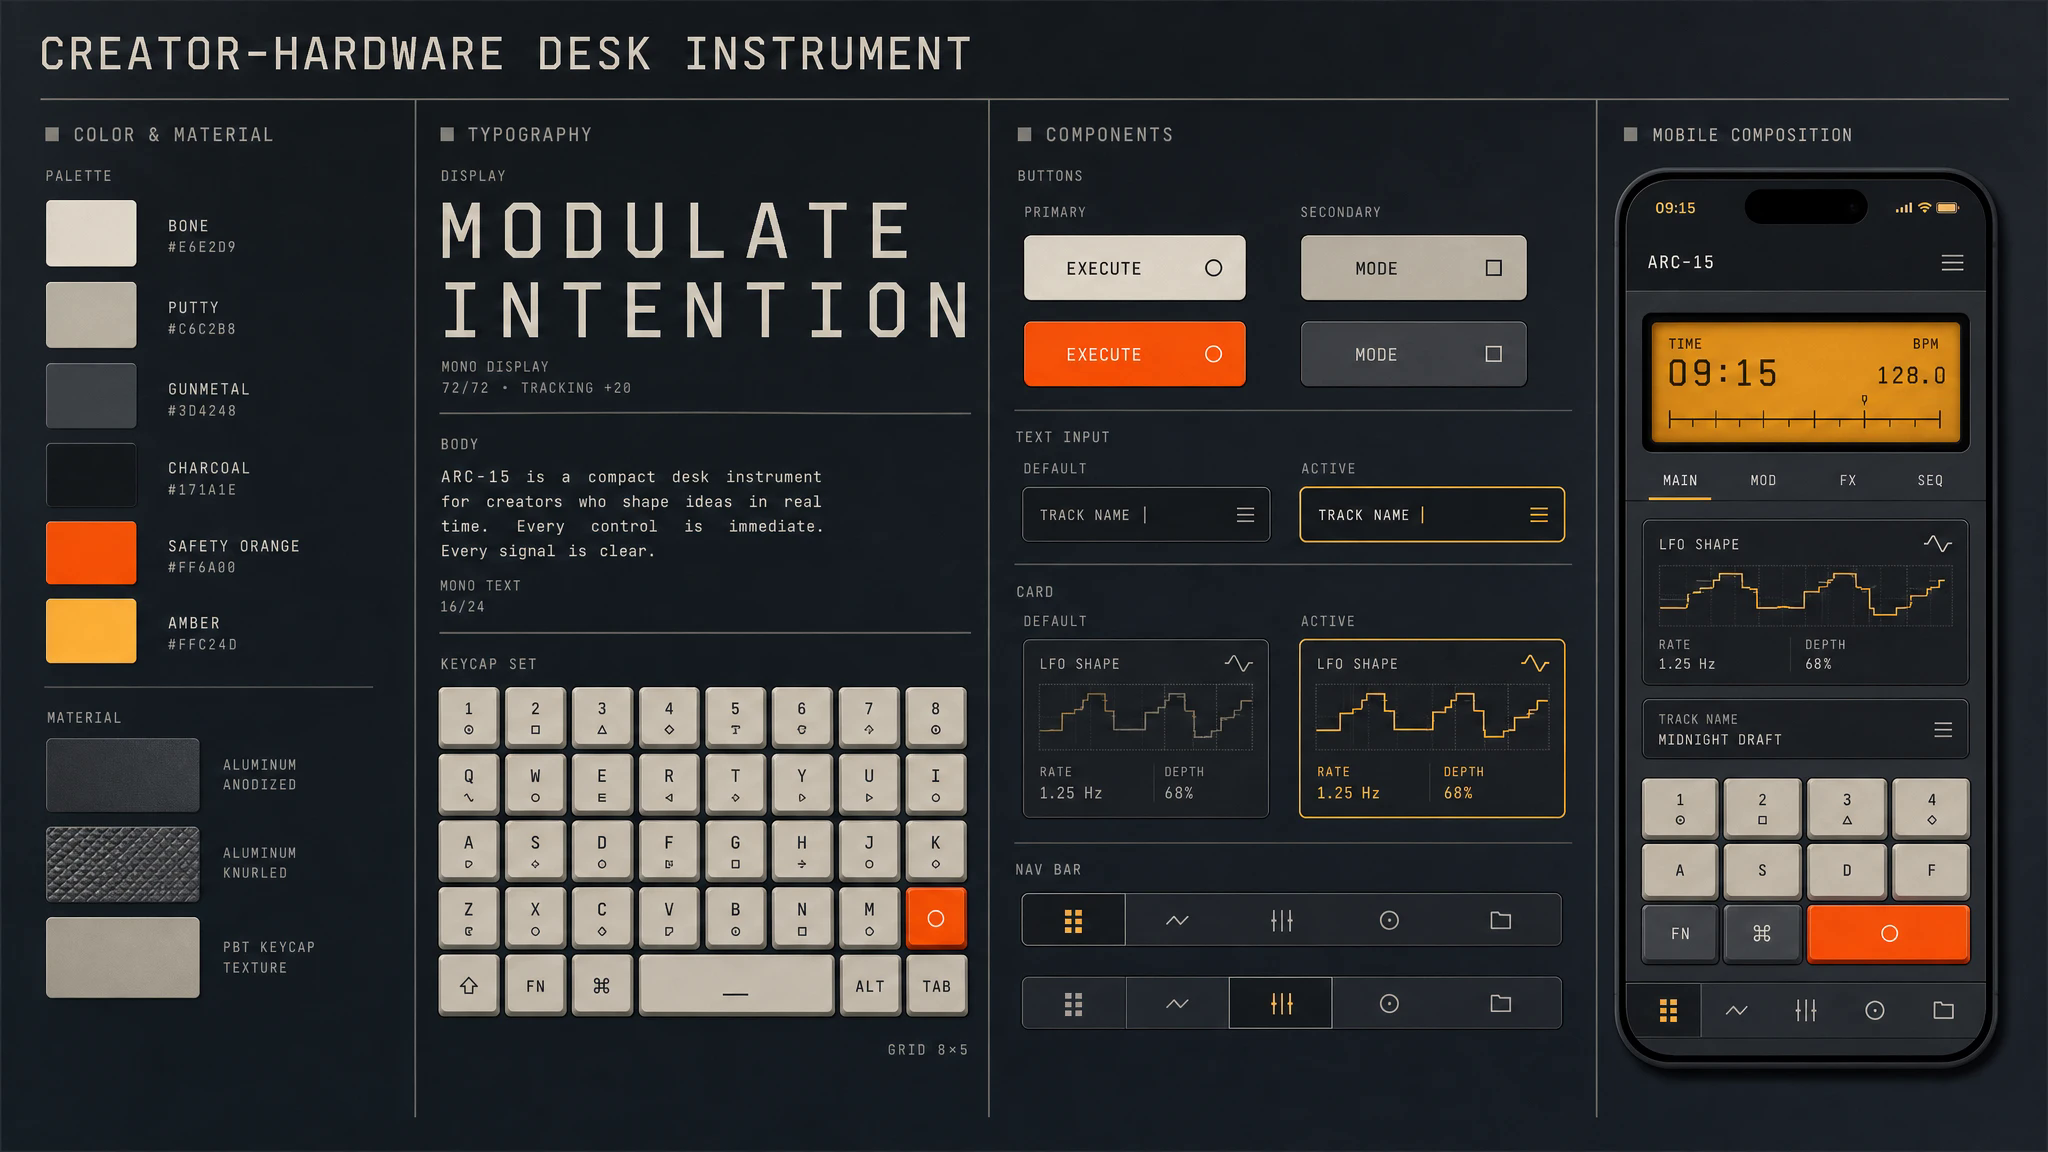 CREATOR-HARDWARE DESK INSTRUMENT
COLOR & MATERIAL
PALETTE
BONE
#E6E2D9
PUTTY
#C6C2B8
GUNMETAL
#3D4248
CHARCOAL
#171A1E
SAFETY ORANGE
#FF6A00
AMBER
#FFC24D
MATERIAL
ALUMINUM
ANODIZED
ALUMINUM
KNURLED
PBT KEYCAP
TEXTURE
TYPOGRAPHY
DISPLAY
MODULATE
INTENTION
MONO DISPLAY
72/72 • TRACKING +20
BODY
ARC-15 is a compact desk instrument
for creators who shape ideas in real
time. Every control is immediate.
Every signal is clear.
MONO TEXT
16/24
KEYCAP SET
1 2 3 4 5 6 7 8
Q W E R T Y U I
A S D F G H J K
Z X C V B N M
FN ⌘ ALT TAB
GRID 8×5
COMPONENTS
BUTTONS
PRIMARY
SECONDARY
EXECUTE
MODE
EXECUTE
MODE
TEXT INPUT
DEFAULT
ACTIVE
TRACK NAME
TRACK NAME
CARD
DEFAULT
ACTIVE
LFO SHAPE
RATE
DEPTH
1.25 Hz
68%
LFO SHAPE
RATE
DEPTH
1.25 Hz
68%
NAV BAR
MOBILE COMPOSITION
09:15
ARC-15
TIME
BPM
09:15
128.0
MAIN MOD FX SEQ
LFO SHAPE
RATE
DEPTH
1.25 Hz
68%
TRACK NAME
MIDNIGHT DRAFT
1 2 3 4
A S D F
FN ⌘